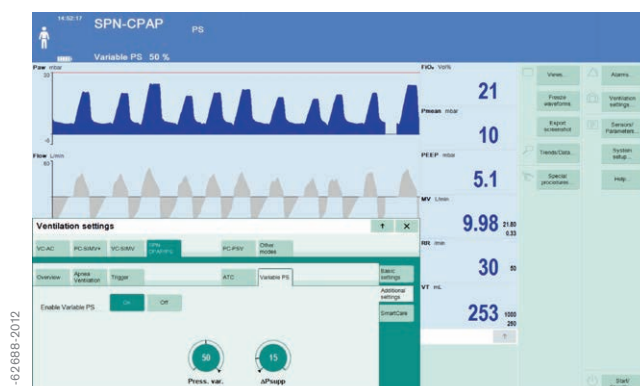 14:52:17
SPN-CPAP PS
Variable PS 50 %
Paw mbar
Flow L/min
FiO₂ Vol%
21
Pmean mbar
10
PEEP mbar
5.1
MV L/min
9.98
RR /min
30 50
VT mL
253 1000
250
Views...
Freeze waveforms
Export screenshot
Trends/Data...
Special procedures...
Alarms...
Ventilation settings...
Sensors/ Parameters...
System setup...
Help...
Start/
Ventilation settings
VC-AC PC-SIMV+ VC-SIMV SPN CPAP/PS PC-PSV Other modes
Overview Apnea Ventilation Trigger ATC Variable PS
Basic settings
Additional settings
SmartCare
Enable Variable PS On Off
50 15
Press. var. ΔPsupp
-62688-2012